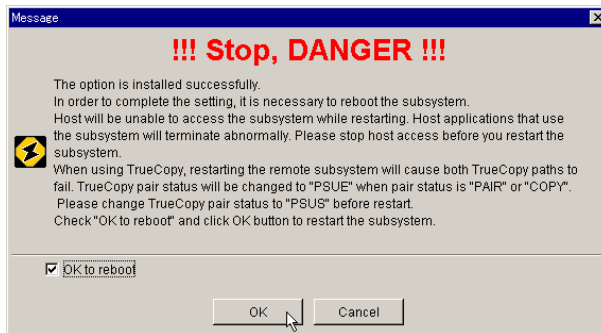 Message
!!! Stop, DANGER !!!
The option is installed successfully.
In order to complete the setting, it is necessary to reboot the subsystem.
Host will be unable to access the subsystem while restarting. Host applications that use
the subsystem will terminate abnormally. Please stop host access before you restart the
subsystem.
When using TrueCopy, restarting the remote subsystem will cause both TrueCopy paths to
fail. TrueCopy pair status will be changed to "PSUE" when pair status is "PAIR" or "COPY".
Please change TrueCopy pair status to "PSUS" before restart.
Check "OK to reboot" and click OK button to restart the subsystem.
OK to reboot
OK
Cancel